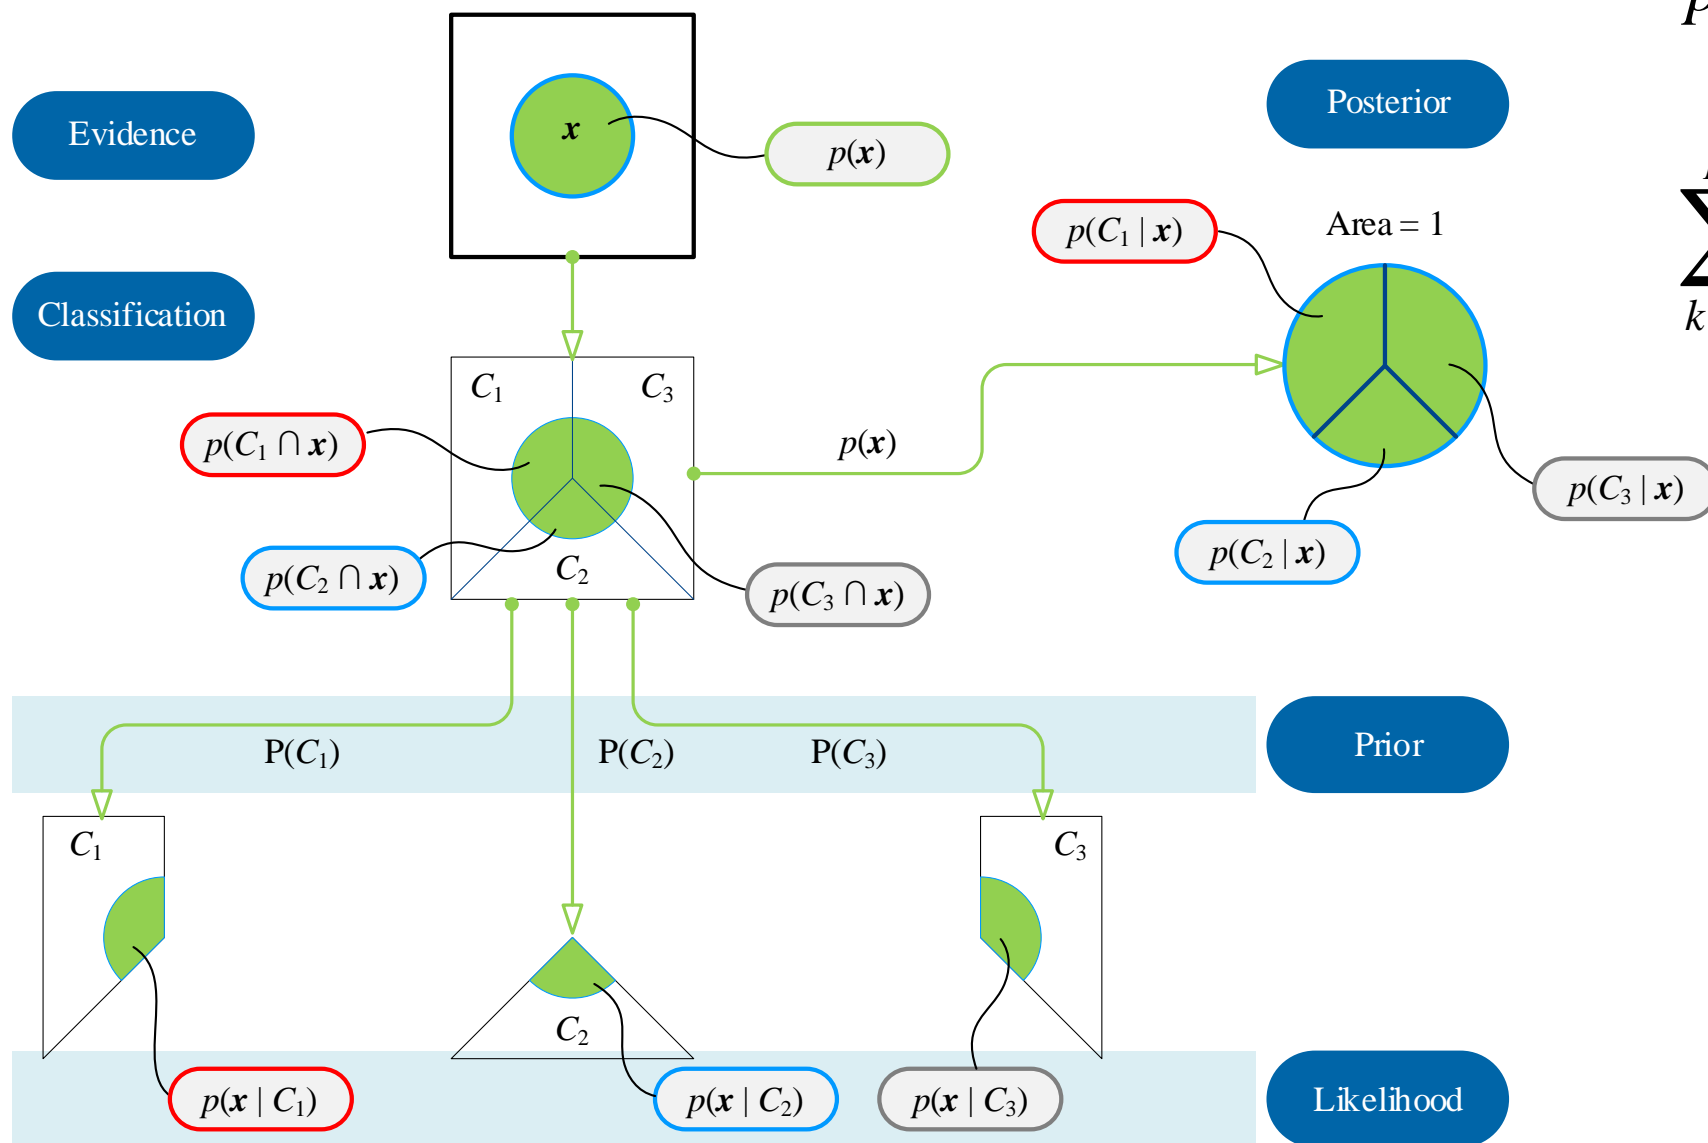 p
Evidence
x
p(x)
Posterior
p(C1 | x)
Area = 1
∑
k
Classification
C1
C3
p(C1 ∩ x)
p(x)
p(C3 | x)
p(C2 | x)
p(C2 ∩ x)
C2
p(C3 ∩ x)
P(C1)
P(C2)
P(C3)
Prior
C1
C3
C2
p(x | C1)
p(x | C2)
p(x | C3)
Likelihood